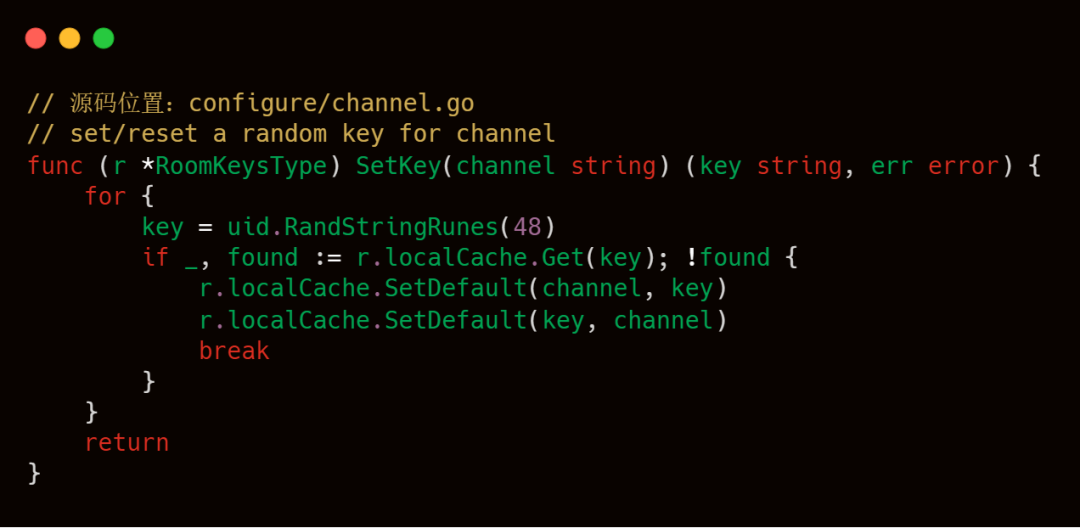 // 源码位置：configure/channel.go
// set/reset a random key for channel
func (r *RoomKeysType) SetKey(channel string) (key string, err error) {
    for {
        key = uid.RandStringRunes(48)
        if _, found := r.localCache.Get(key); !found {
            r.localCache.SetDefault(channel, key)
            r.localCache.SetDefault(key, channel)
            break
        }
    }
    return
}